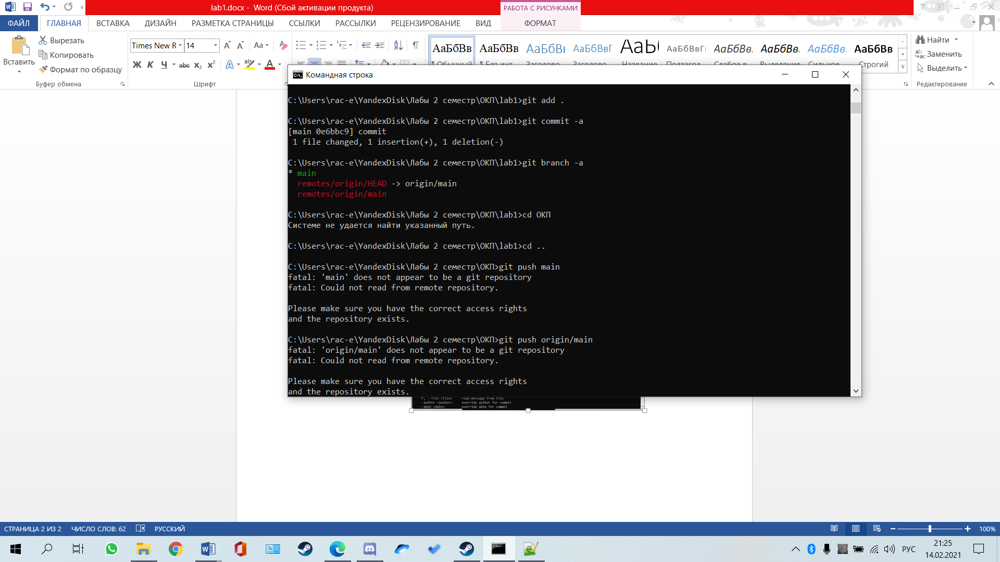 lab1.docx - Word (Сбой активации продукта)
РАБОТА С РИСУНКАМИ
ФАЙЛ
ГЛАВНАЯ
ВСТАВКА
ДИЗАЙН
РАЗМЕТКА СТРАНИЦЫ
ССЫЛКИ
РАССЫЛКИ
РЕЦЕНЗИРОВАНИЕ
ВИД
ФОРМАТ
Вставить
Вырезать
Копировать
Формат по образцу
Буфер обмена
Times New R
14
Aa
Ж К Ч abc x₂ x²
Шрифт
АаБбВв АаБбВв АаБбВ АаБбВвГ АаБ АаБбВвГ АаБбВв АаБбВв АаБбВв АаБбВв
¶ Обычный
¶ Без инт...
Заголово...
Заголово...
Название
Подзагол...
Слабое в...
Выделение
Сильное...
Строгий
Найти
Заменить
Выделить
Редактирование
Командная строка
C:\Users\rac-e\YandexDisk\Лабы 2 семестр\ОКП\lab1>git add .
C:\Users\rac-e\YandexDisk\Лабы 2 семестр\ОКП\lab1>git commit -a
[main 0e6bbc9] commit
1 file changed, 1 insertion(+), 1 deletion(-)
C:\Users\rac-e\YandexDisk\Лабы 2 семестр\ОКП\lab1>git branch -a
* main
remotes/origin/HEAD -> origin/main
remotes/origin/main
C:\Users\rac-e\YandexDisk\Лабы 2 семестр\ОКП\lab1>cd ОКП
Системе не удается найти указанный путь.
C:\Users\rac-e\YandexDisk\Лабы 2 семестр\ОКП\lab1>cd ..
C:\Users\rac-e\YandexDisk\Лабы 2 семестр\ОКП>git push main
fatal: 'main' does not appear to be a git repository
fatal: Could not read from remote repository.
Please make sure you have the correct access rights
and the repository exists.
C:\Users\rac-e\YandexDisk\Лабы 2 семестр\ОКП>git push origin/main
fatal: 'origin/main' does not appear to be a git repository
fatal: Could not read from remote repository.
Please make sure you have the correct access rights
and the repository exists.
-F, --file <file> read message from file
--author <author> override author for commit
--date <date> override date for commit
СТРАНИЦА 2 ИЗ 2
ЧИСЛО СЛОВ: 62
РУССКИЙ
100%
РУС
21:25
14.02.2021